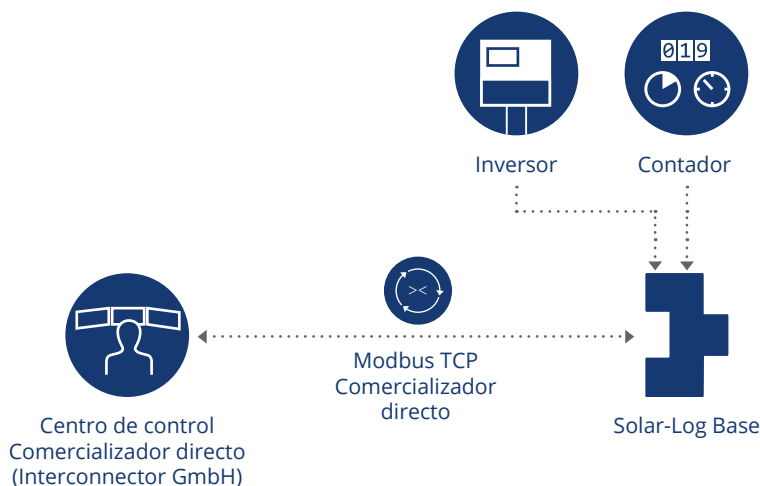 019
Inversor
Contador
><
Modbus TCP
Comercializador
directo
Centro de control
Comercializador directo
(Interconnector GmbH)
Solar-Log Base